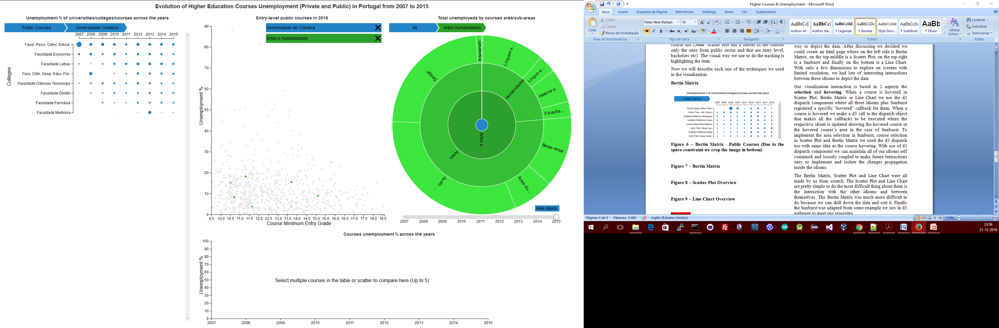 Evolution of Higher Education Courses Unemployment (Private and Public) in Portugal from 2007 to 2015
Unemployment % of universities/colleges/courses across the years
Public Courses
Universidade Coimbra
2007 2008 2009 2010 2011 2012 2013 2014 2015
Colleges
Facul. Psico. Ciênc. Educa.
Faculdade Economia
Faculdade Letras
Facu. Ciên. Desp. Educ. Físi.
Faculdade Ciências Tecnologia
Faculdade Direito
Faculdade Farmácia
Faculdade Medicina
Entry-level public courses in 2016
Universidade de Coimbra
Artes e Humanidades
Unemployment %
90
80
70
60
50
40
30
20
10
0
9.5 10.0 10.5 11.0 11.5 12.0 12.5 13.0 13.5 14.0 14.5 15.0 15.5 16.0 16.5 17.0 17.5 18.0 18.5
Course Minimum Entry Grade
Total unemployeds by courses area/sub-areas
All
Artes Humanidades
Artesanato
Línguas e...
Língua e...
História e...
Filosofia...
Humanidades
Design
Artes e...
Artes
Belas-Artes
Artes do...
Áudio-...
Hide labels
2007 2008 2009 2010 2011 2012 2013 2014 2015
Courses unemployment % across the years
Unemployment %
100
90
80
70
60
50
40
30
20
10
0
Select multiple courses in the table or scatter to compare here (Up to 5)
2007 2008 2009 2010 2011 2012 2013 2014 2015
Higher Courses & Unemployment - Microsoft Word
Base Inserir Esquema de Página Referências Mailings Rever Ver Suplementos
Colar
Cortar
Copiar
Pincel de Formatação
Área de Transferência
Times New Roman 10
N I S abc x₂ x² Aa
Tipo de Letra
Parágrafo
AaBbCcI AaBbCc] AaBbCcDdI AaBbCcDc AaBbCcDdE AaBbCcDc AaBb
Author Af... Author Na... ¶ Legenda ¶ Normal Style Desc... ¶ Subtítulo ¶ Título
Alterar
Estilos
Estilos
Localizar
Substituir
Seleccionar
Editar
course dot (Note: Scatter Plot has a subset of the courses
only the ones from public sector and that are entry level,
bachelors etc). The visual way we use to do the tracking is
highlighting the item.
Now we will describe each one of the techniques we used
in the visualization.
Bertin Matrix
Unemployment % of universities/colleges/courses across the years
Public Courses
2007 2008 2009 2010 2011 2012 2013 2014 2015
Escol. Super. Enfer. Porto.
Unive. Trás-. Alto. Douro.
Instituto Politécnico Bragança
Instituto Politécnico Viseu
Universidade Beira Interior
Insti. Polit. Cávad. Ave.
Instituto Politécnico Beja
Insti. Polit. Viana. Caste.
Figure 6 – Bertin Matrix - Public Courses (Due to the
space constraint we crop the image in bottom)
Figure 7 – Bertin Matrix
Figure 8 – Scatter Plot Overview
Figure 9 – Line Chart Overview
way to depict the data. After discussing we decided we
could create an html page where on the left side is Bertin
Matrix, on the top-middle is a Scatter Plot, on the top-right
is a Sunburst and finally on the bottom is a Line Chart.
With only a few dimensions to explore on screens with
limited resolution, we had lots of interesting interactions
between these idioms to depict the data.
Our visualization interaction is based in 2 aspects the
selection and hovering. When a course is hovered in
Scatter Plot, Bertin Matrix or Line Chart we use the d3
dispatch component where all these idioms plus Sunburst
registered a specific “hovered” callback for them. When a
course is hovered we make a d3 call to the dispatch object
that makes all the callbacks to be executed where the
respective idiom is updated showing the hovered course or
the hovered course’s area in the case of Sunburst. To
implement the area selection in Sunburst, course selection
in Scatter Plot and Bertin Matrix we used the d3 dispatch
too with same idea as the course hovering. With use of d3
dispatch component we can maintain all of our idioms self
contained and loosely coupled to make future interactions
easy to implement and isolate the changes propagation
inside the idioms.
The Bertin Matrix, Scatter Plot and Line Chart were all
made by us from scratch. The Scatter Plot and Line Chart
are pretty simple to do the most difficult thing about them is
the interaction with the other idioms and between
themselves. The Bertin Matrix was much more difficult to
do because we can drill down the data and sort it. Finally
the Sunburst was adapted from some example we saw in d3
webpage to meet our requisites.
Página: 4 de 5 Palavras: 3.080 Inglês (Estados Unidos) 116%
23:56
21-12-2016